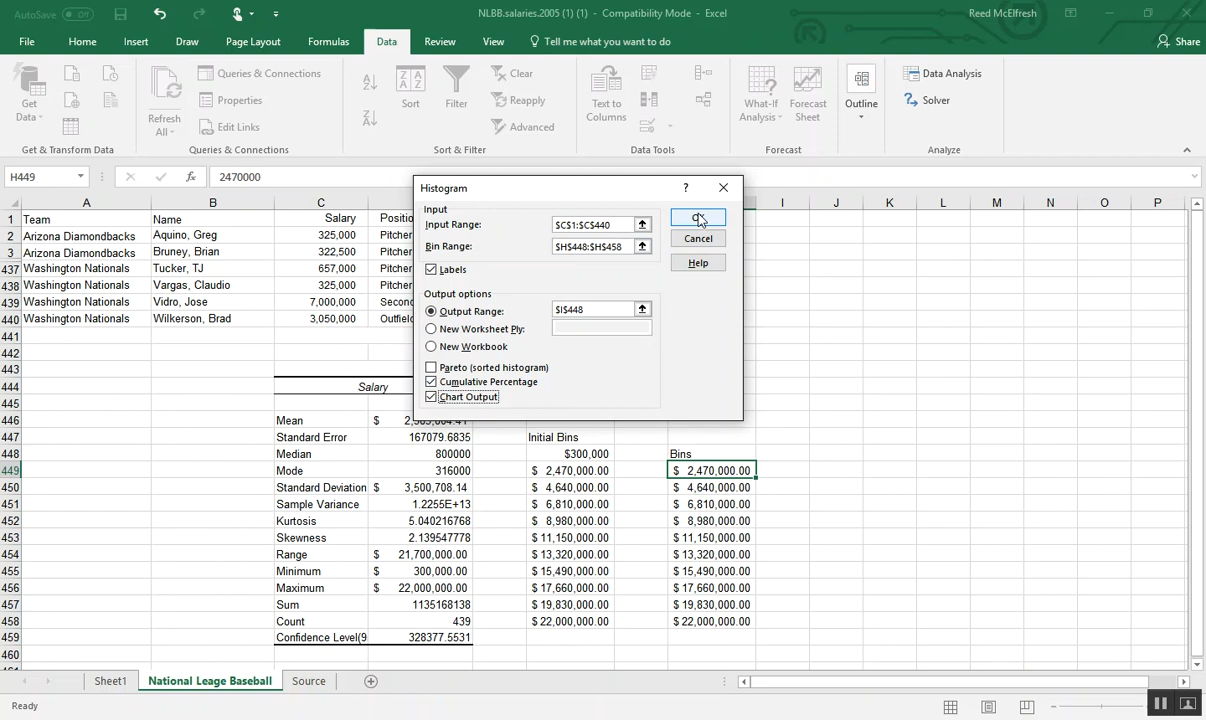 AutoSave Off NLBB.salaries.2005 (1) (1) - Compatibility Mode - Excel Reed McElfresh
File Home Insert Draw Page Layout Formulas Data Review View Tell me what you want to do Share
Get Data Refresh All Queries & Connections Properties Edit Links Sort Filter Clear Reapply Advanced Text to Columns What-If Analysis Forecast Sheet Outline Data Analysis Solver
Get & Transform Data Queries & Connections Sort & Filter Data Tools Forecast Analyze
H449 fx 2470000
A B C I J K L M N O P
1 Team Name Salary Position
2 Arizona Diamondbacks Aquino, Greg 325,000 Pitcher
3 Arizona Diamondbacks Bruney, Brian 322,500 Pitcher
437 Washington Nationals Tucker, TJ 657,000 Pitcher
438 Washington Nationals Vargas, Claudio 325,000 Pitcher
439 Washington Nationals Vidro, Jose 7,000,000 Secon
440 Washington Nationals Wilkerson, Brad 3,050,000 Outfiel
441
442
443
444 Salary
445
446 Mean $
447 Standard Error 167079.6835 Initial Bins
448 Median 800000 $300,000 Bins
449 Mode 316000 $ 2,470,000.00 $ 2,470,000.00
450 Standard Deviation $ 3,500,708.14 $ 4,640,000.00 $ 4,640,000.00
451 Sample Variance 1.2255E+13 $ 6,810,000.00 $ 6,810,000.00
452 Kurtosis 5.040216768 $ 8,980,000.00 $ 8,980,000.00
453 Skewness 2.139547778 $ 11,150,000.00 $ 11,150,000.00
454 Range $ 21,700,000.00 $ 13,320,000.00 $ 13,320,000.00
455 Minimum $ 300,000.00 $ 15,490,000.00 $ 15,490,000.00
456 Maximum $ 22,000,000.00 $ 17,660,000.00 $ 17,660,000.00
457 Sum 1135168138 $ 19,830,000.00 $ 19,830,000.00
458 Count 439 $ 22,000,000.00 $ 22,000,000.00
459 Confidence Level(9 328377.5531
460
Histogram ?
Input
Input Range: $C$1:$C$440 OK
Bin Range: $H$448:$H$458 Cancel
Labels Help
Output options
Output Range: $I$448
New Worksheet Ply:
New Workbook
Pareto (sorted histogram)
Cumulative Percentage
Chart Output
Sheet1 National Leage Baseball Source
Ready